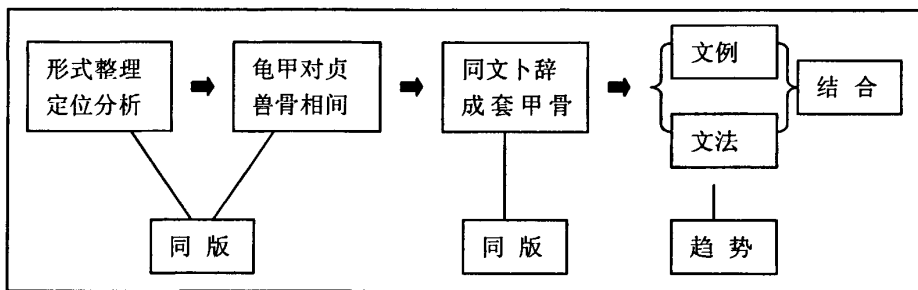 形式整理
定位分析
龟甲对贞
兽骨相间
同文卜辞
成套甲骨
文例
文法
结合
同版
同版
趋势